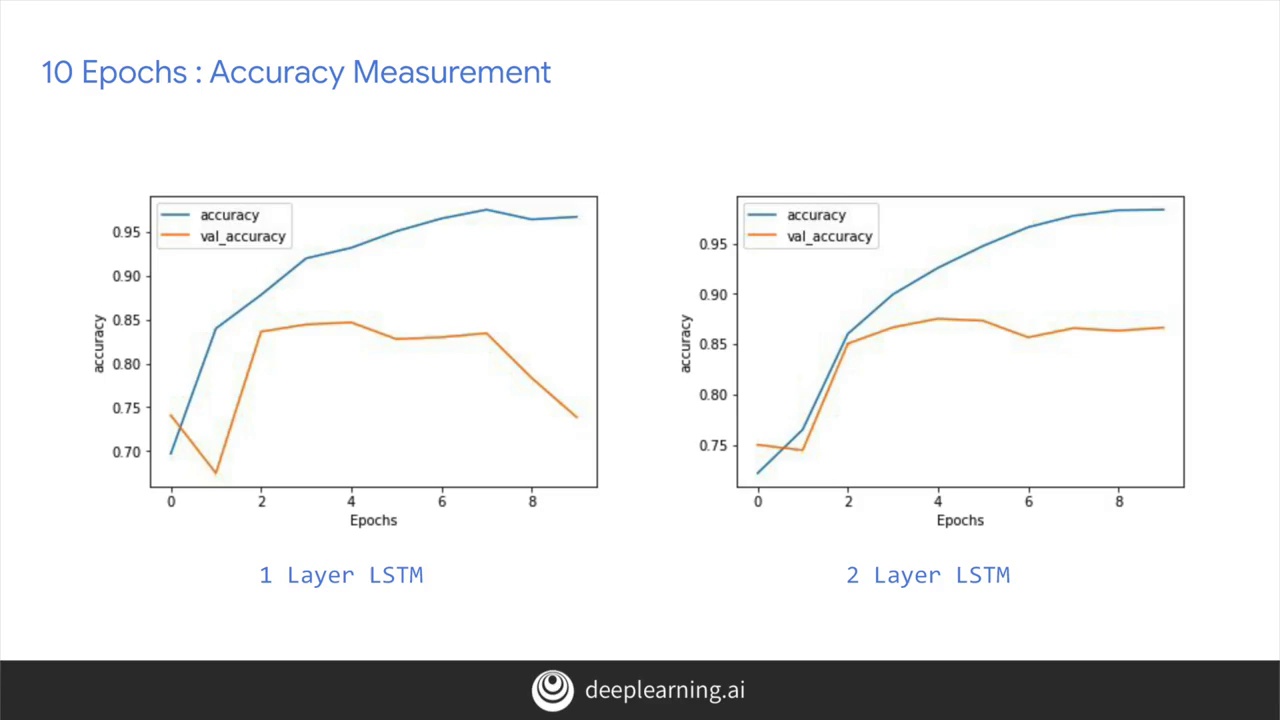 10 Epochs : Accuracy Measurement
accuracy
val_accuracy
0.95
0.90
0.85
0.80
0.75
0.70
accuracy
0 2 4 6 8
Epochs
1 Layer LSTM
accuracy
val_accuracy
0.95
0.90
0.85
0.80
0.75
accuracy
0 2 4 6 8
Epochs
2 Layer LSTM
deeplearning.ai